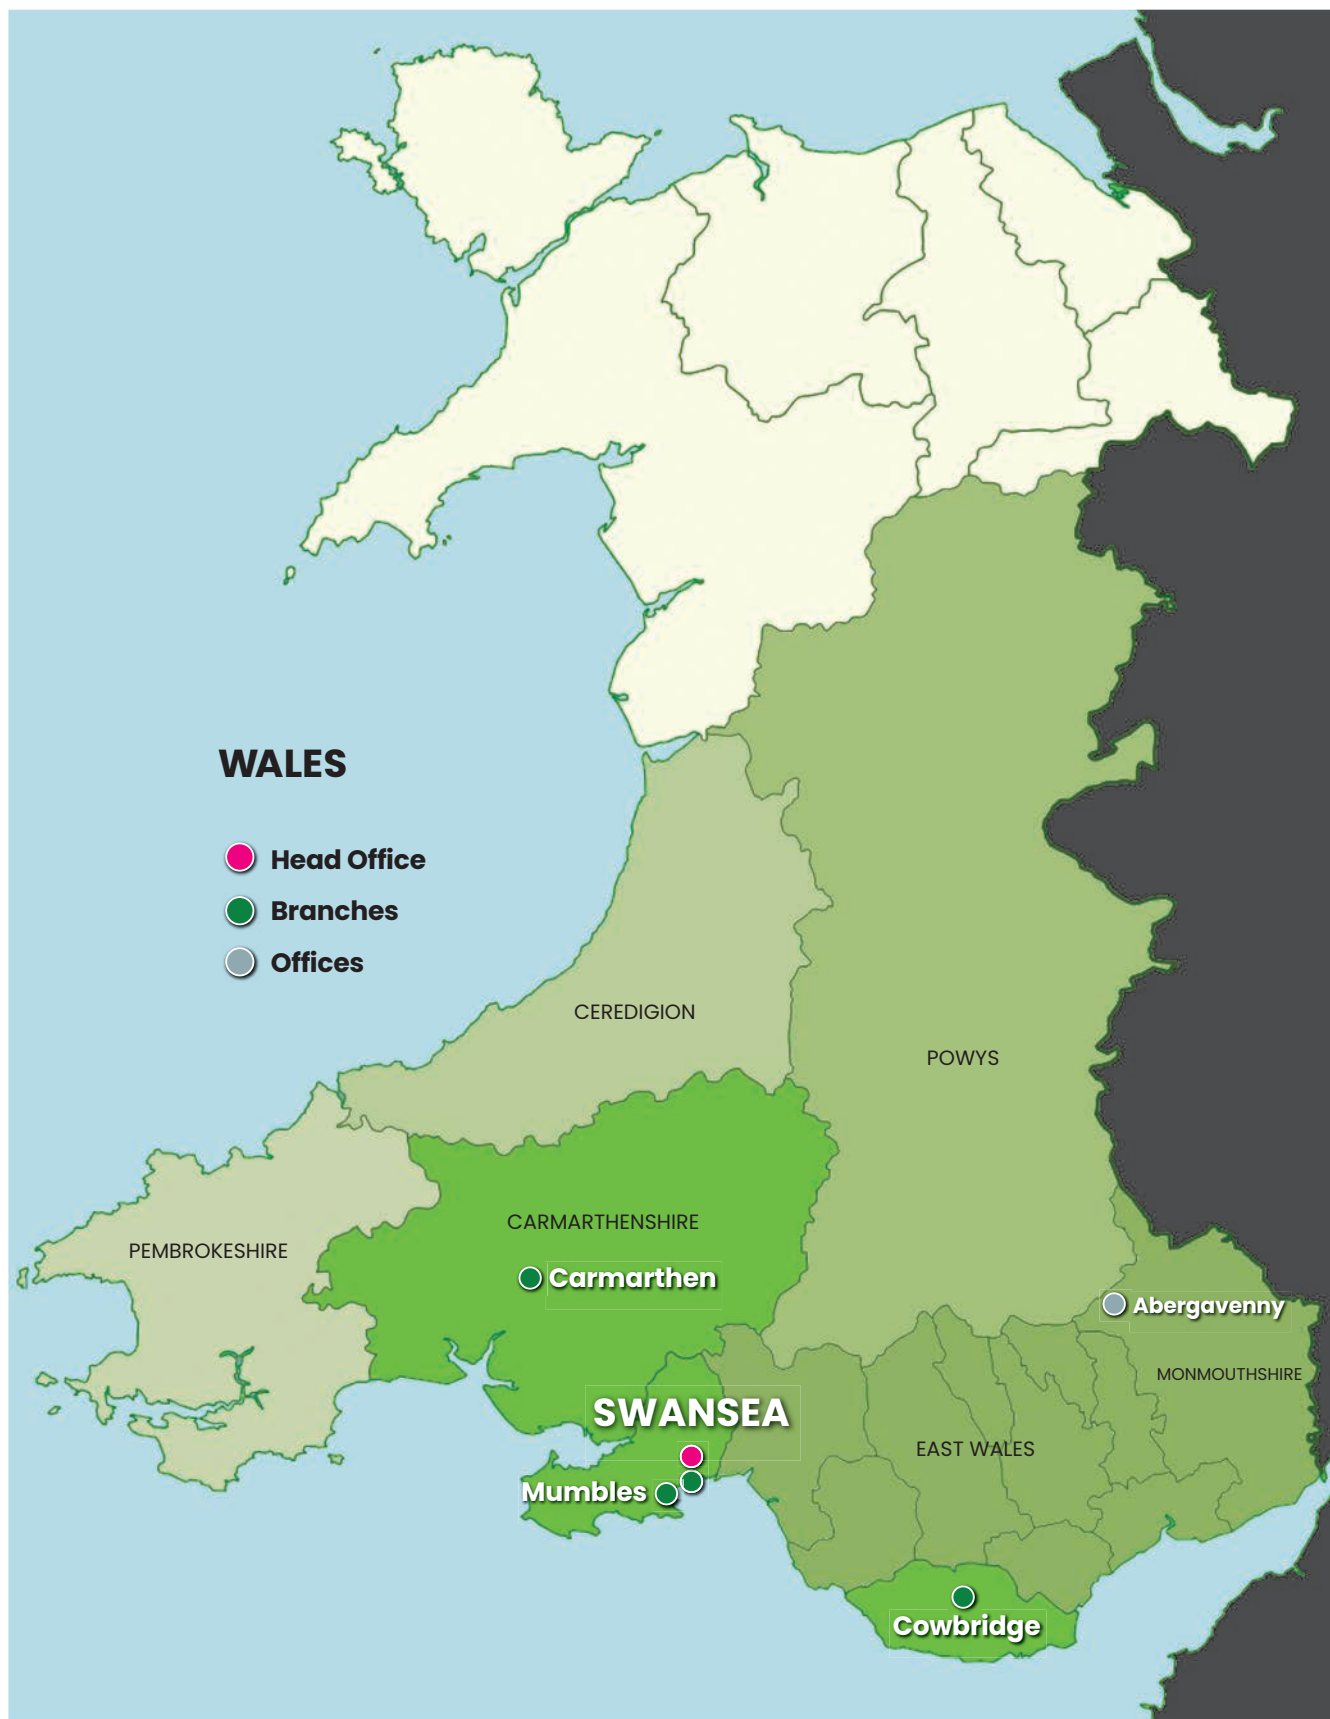 WALES
Head Office
Branches
Offices
CEREDIGION
POWYS
CARMARTHENSHIRE
PEMBROKESHIRE
Carmarthen
Abergavenny
MONMOUTHSHIRE
SWANSEA
EAST WALES
Mumbles
Cowbridge